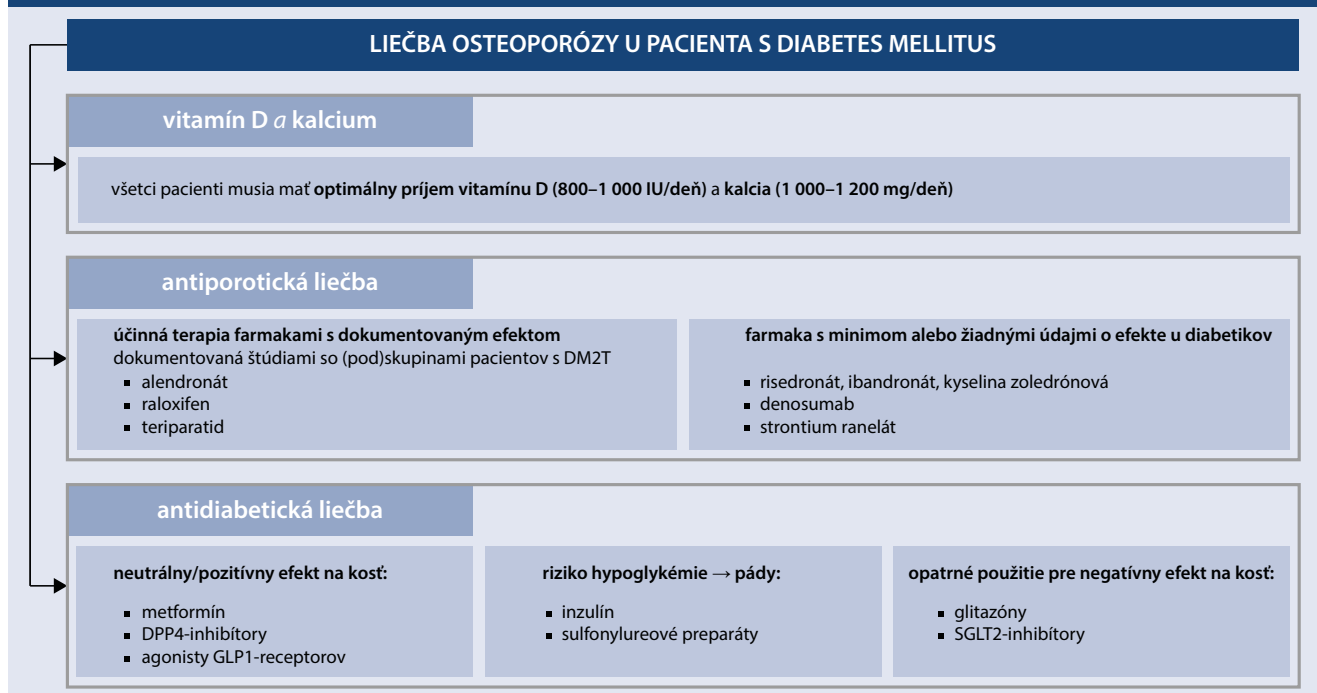 LIEČBA OSTEOPORÓZY U PACIENTA S DIABETES MELLITUS
vitamín D a kalcium
všetci pacienti musia mať optimálny príjem vitamínu D (800–1 000 IU/deň) a kalcia (1 000–1 200 mg/deň)
antiporotická liečba
účinná terapia farmakami s dokumentovaným efektom
dokumentovaná štúdiami so (pod)skupinami pacientov s DM2T
▪ alendronát
▪ raloxifen
▪ teriparatid
farmaka s minimom alebo žiadnými údajmi o efekte u diabetikov
▪ risedronát, ibandronát, kyselina zoledrónová
▪ denosumab
▪ strontium ranelát
antidiabetická liečba
neutrálny/pozitívny efekt na kosť:
▪ metformín
▪ DPP4-inhibítory
▪ agonisty GLP1-receptorov
riziko hypoglykémie → pády:
▪ inzulín
▪ sulfonylureové preparáty
opatrné použitie pre negatívny efekt na kosť:
▪ glitazóny
▪ SGLT2-inhibítory